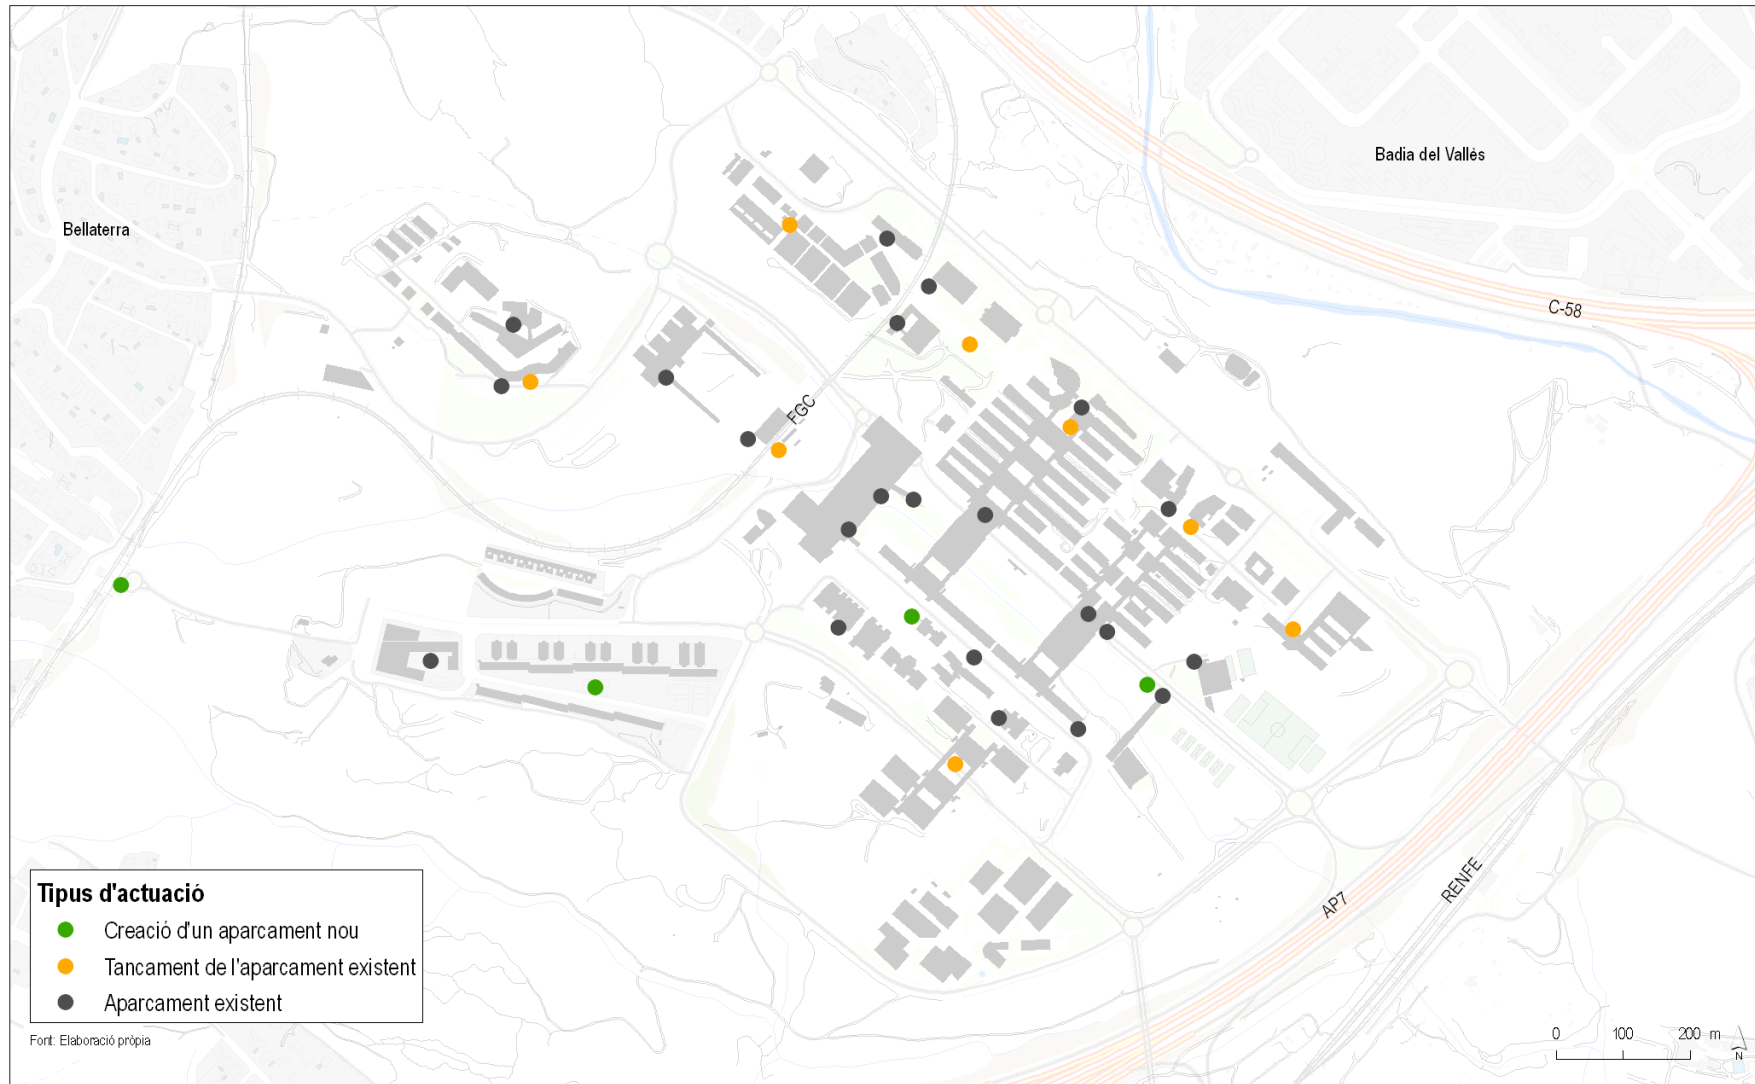 Badia del Vallès
Bellaterra
C-58
FGC
AP7
RENFE
Tipus d'actuació
Creació d'un aparcament nou
Tancament de l'aparcament existent
Aparcament existent
Font: Elaboració pròpia
0 100 200 m
N